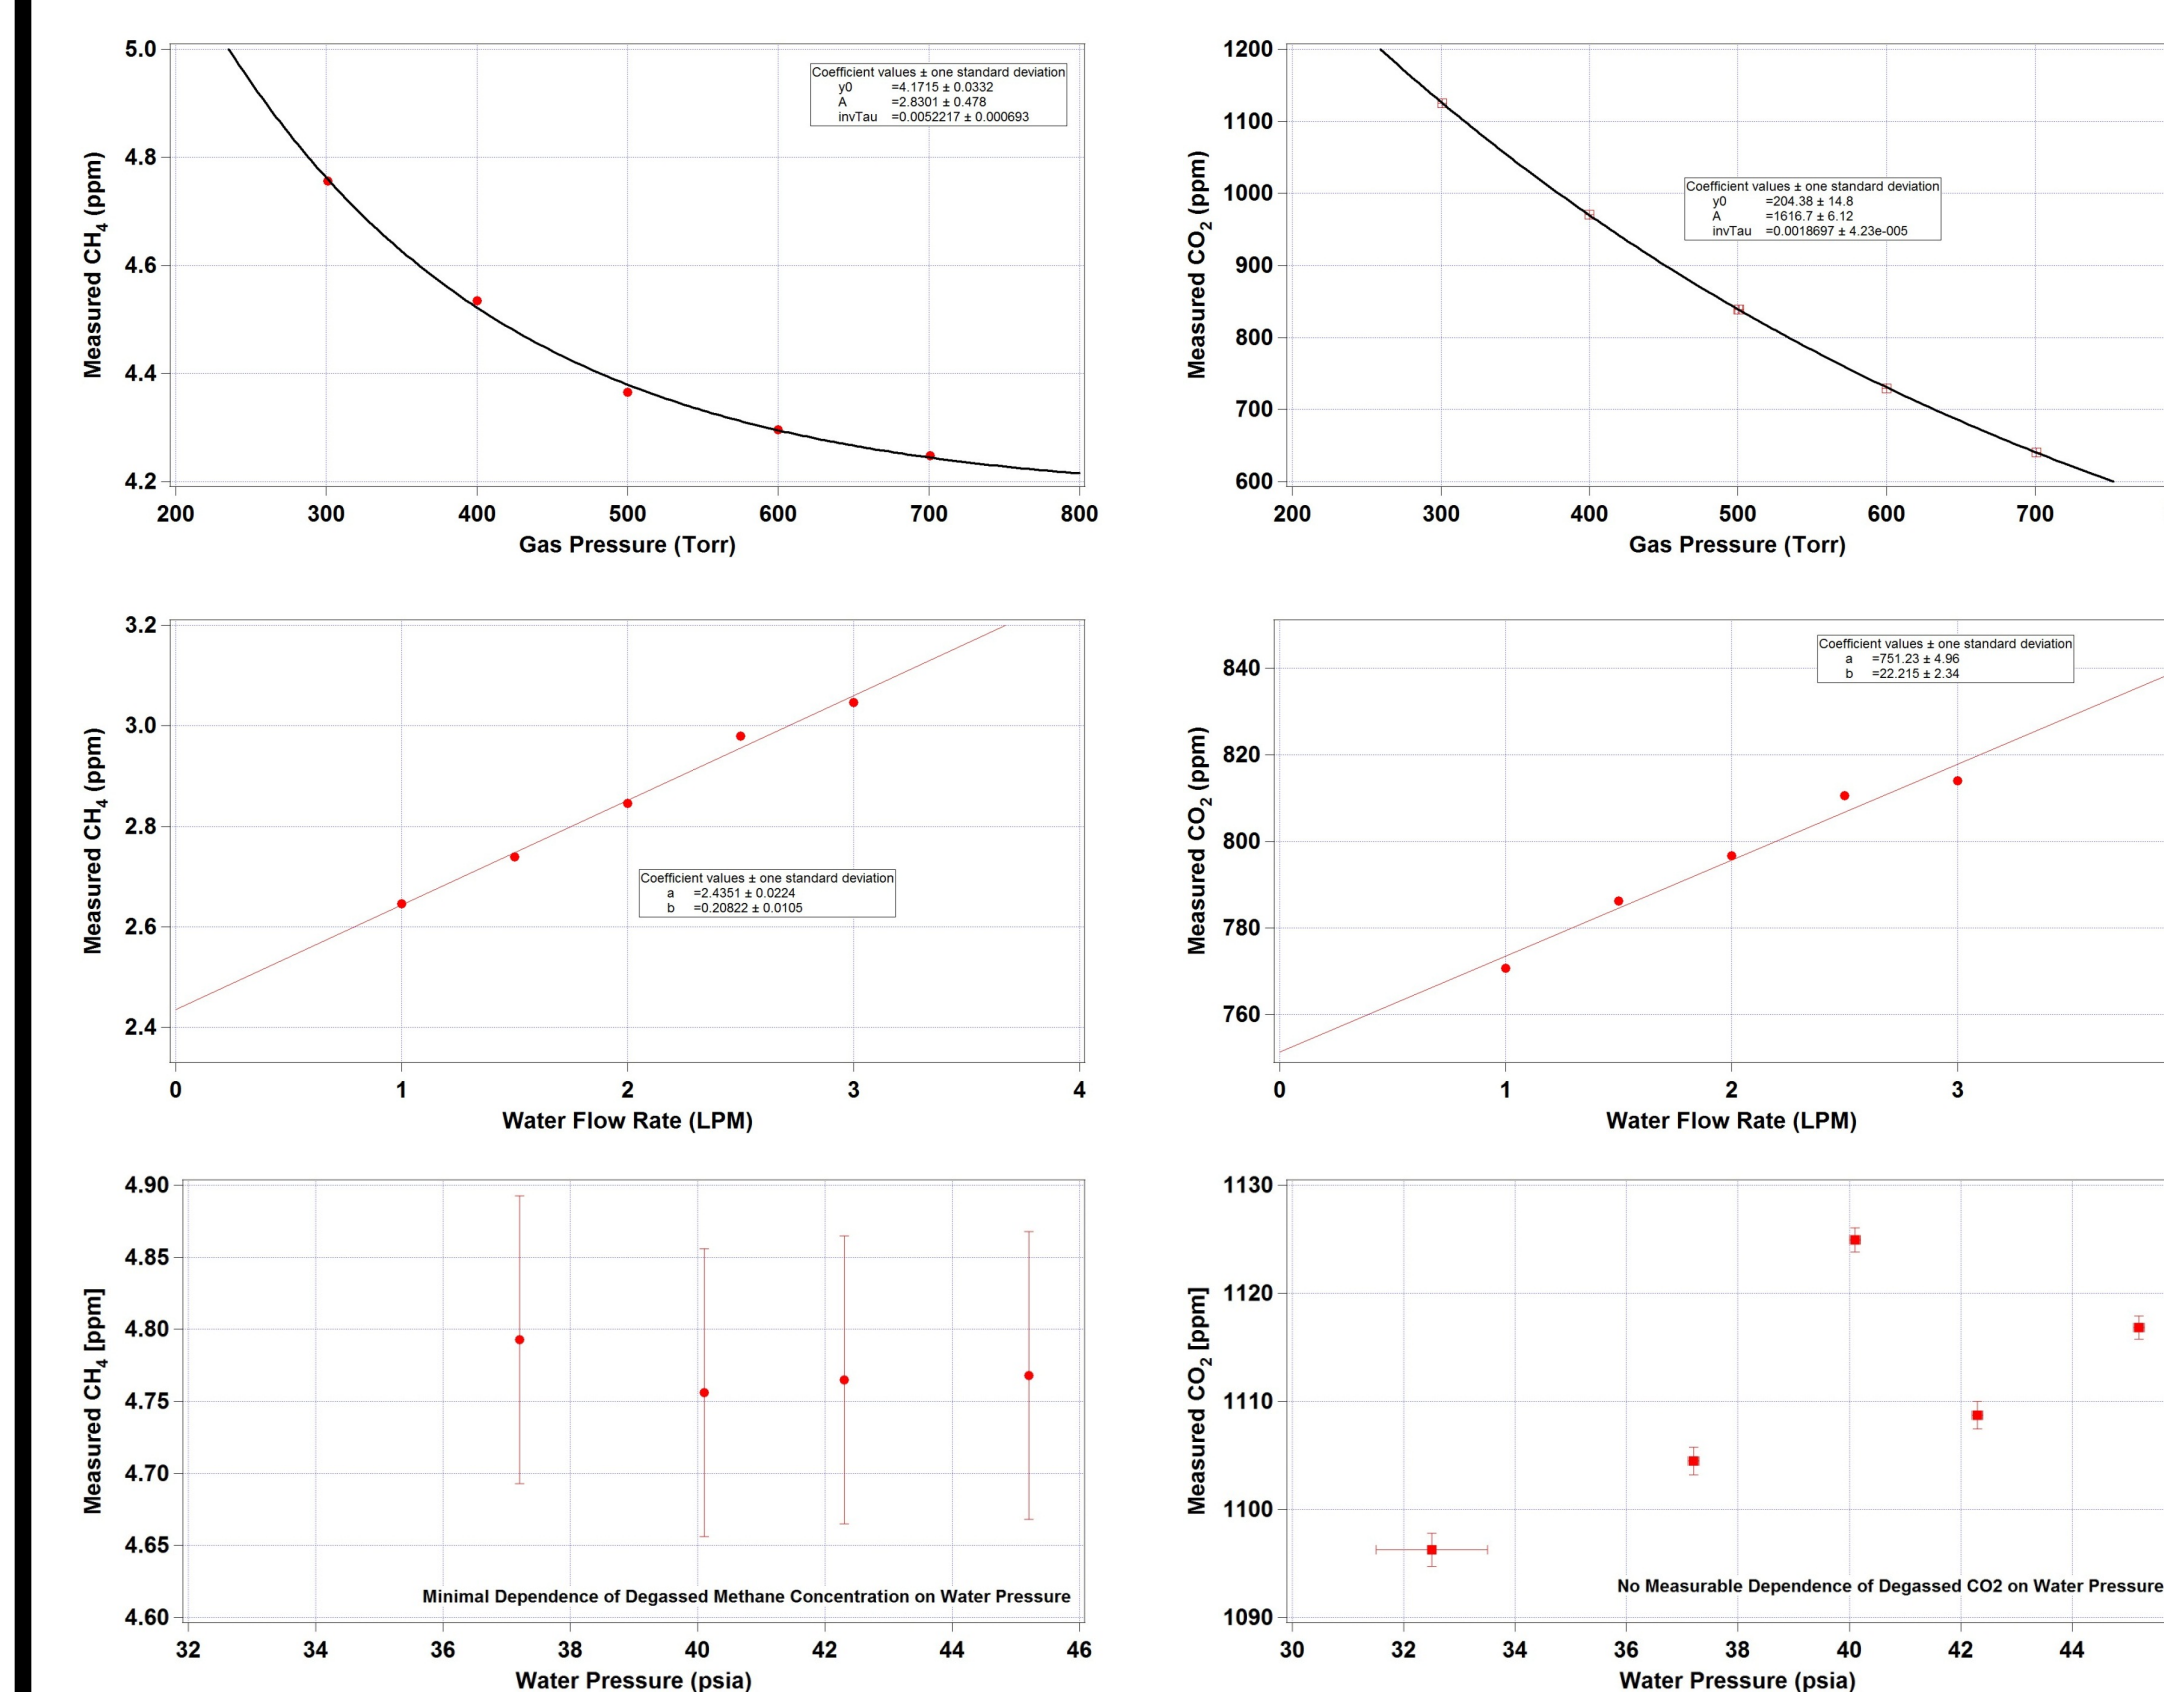 5.0
4.8
4.6
4.4
4.2
Measured CH4 (ppm)
Coefficient values ± one standard deviation
y0 =4.1715 ± 0.0332
A =2.8301 ± 0.478
invTau =0.0052217 ± 0.000693
200 300 400 500 600 700 800
Gas Pressure (Torr)
1200
1100
1000
900
800
700
600
Measured CO2 (ppm)
Coefficient values ± one standard deviation
y0 =204.38 ± 14.8
A =1616.7 ± 6.12
invTau =0.0018697 ± 4.23e-005
200 300 400 500 600 700
Gas Pressure (Torr)
3.2
3.0
2.8
2.6
2.4
Measured CH4 (ppm)
Coefficient values ± one standard deviation
a =2.4351 ± 0.0224
b =0.20822 ± 0.0105
0 1 2 3 4
Water Flow Rate (LPM)
840
820
800
780
760
Measured CO2 (ppm)
Coefficient values ± one standard deviation
a =751.23 ± 4.96
b =22.215 ± 2.34
0 1 2 3
Water Flow Rate (LPM)
4.90
4.85
4.80
4.75
4.70
4.65
4.60
Measured CH4 [ppm]
Minimal Dependence of Degassed Methane Concentration on Water Pressure
32 34 36 38 40 42 44 46
Water Pressure (psia)
1130
1120
1110
1100
1090
Measured CO2 [ppm]
No Measurable Dependence of Degassed CO2 on Water Pressure
30 32 34 36 38 40 42 44
Water Pressure (psia)